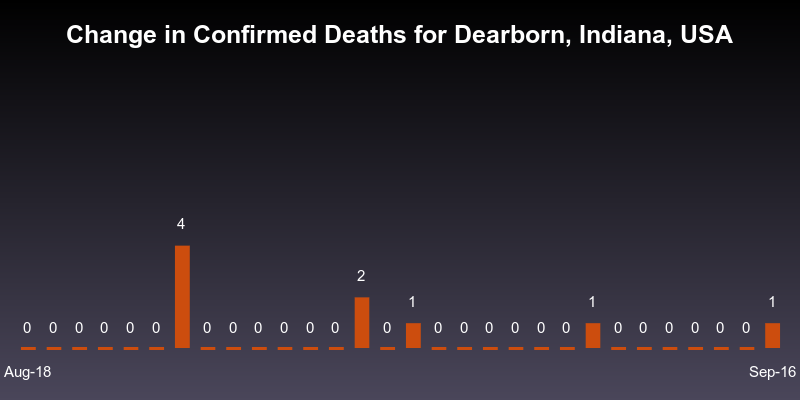 Change in Confirmed Deaths for Dearborn, Indiana, USA
4
2
1 1 1
0 0 0 0 0 0 0 0 0 0 0 0 0 0 0 0 0 0 0 0 0 0 0 0 0
Aug-18 Sep-16